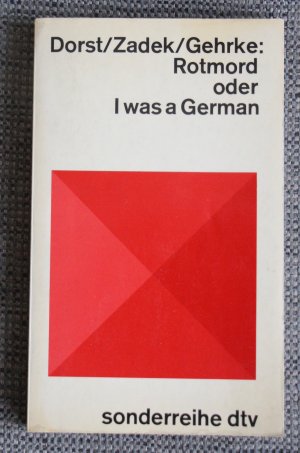 Dorst/Zadek/Gehrke:
Rotmord
oder
I was a German
sonderreihe dtv